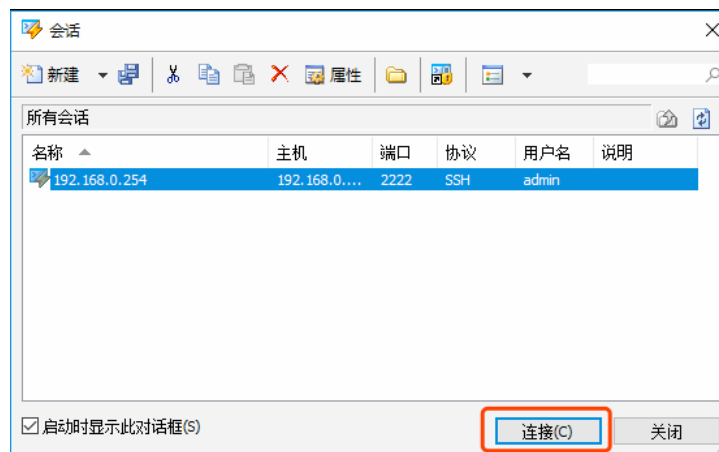 会话
新建 属性
所有会话
名称 主机 端口 协议 用户名 说明
192.168.0.254 192.168.0.... 2222 SSH admin
启动时显示此对话框(S) 连接(C) 关闭